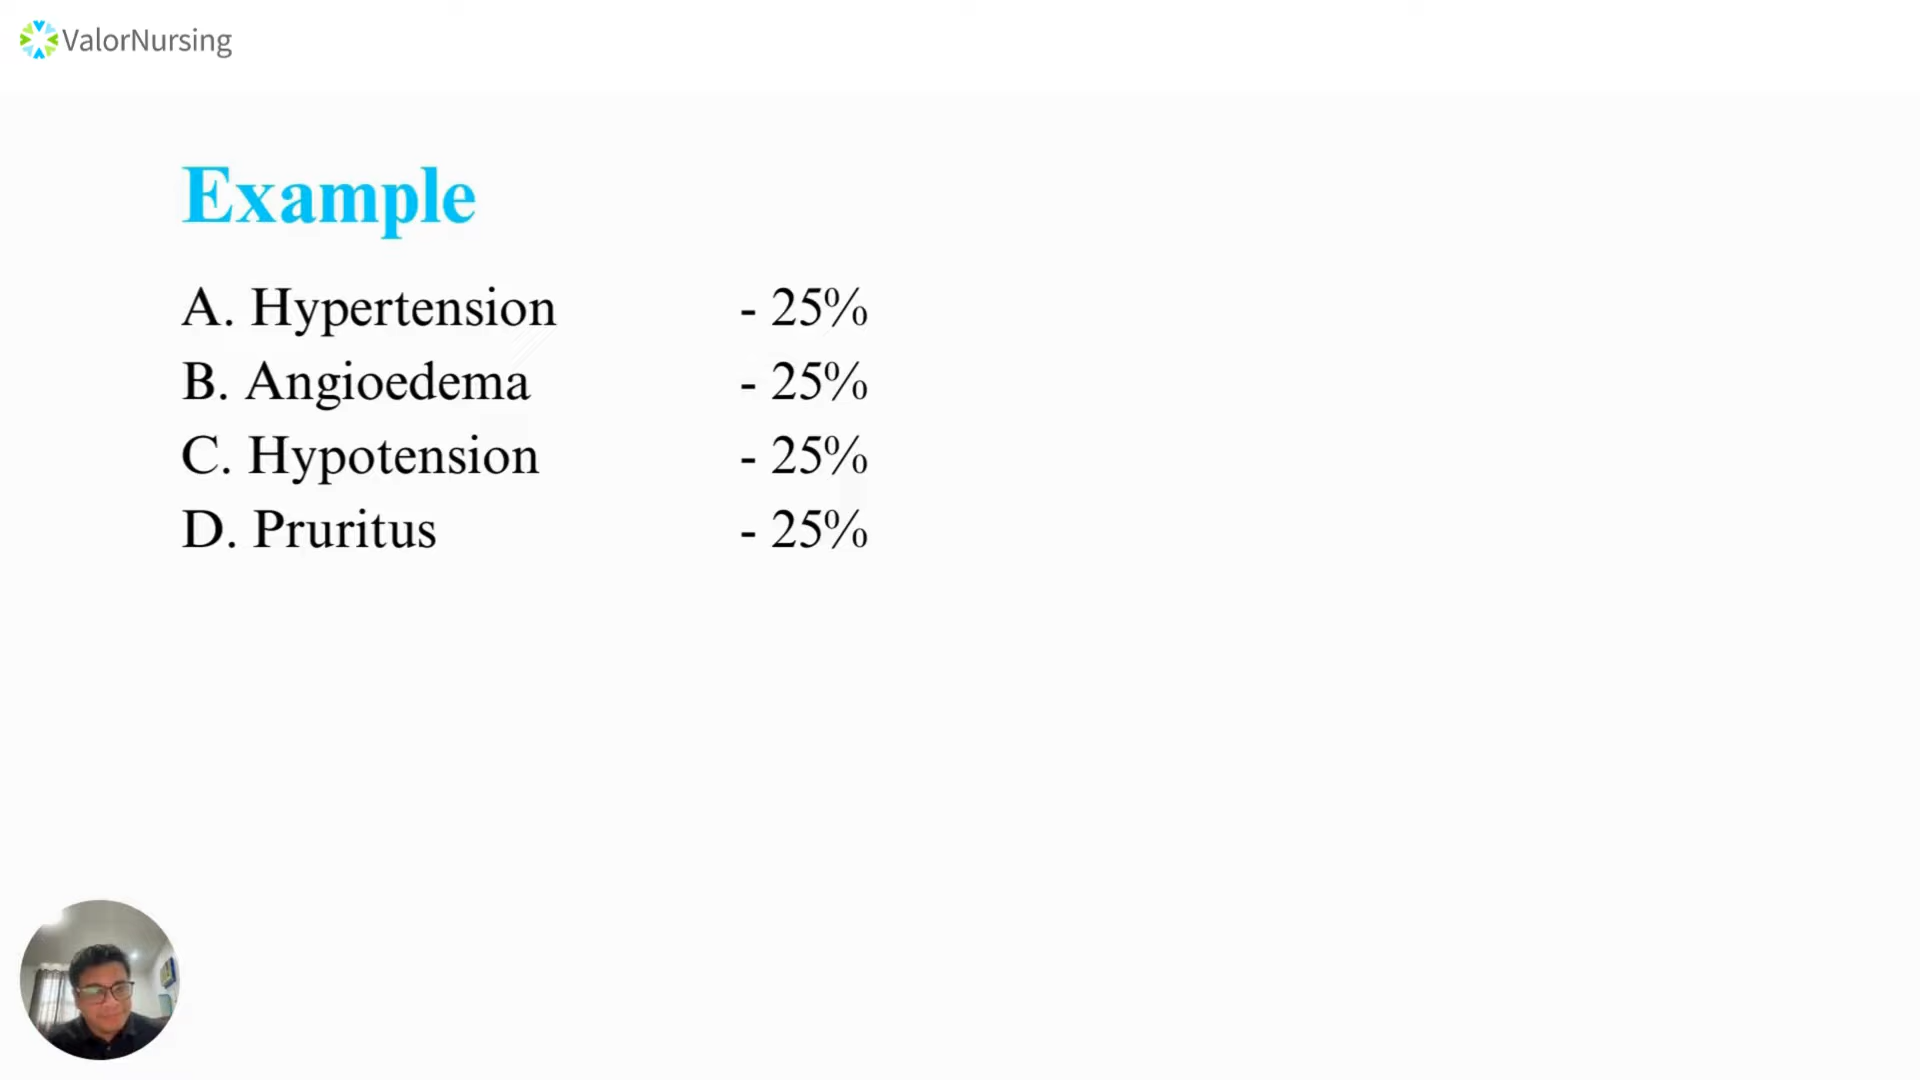 ValorNursing
Example
A. Hypertension - 25%
B. Angioedema - 25%
C. Hypotension - 25%
D. Pruritus - 25%